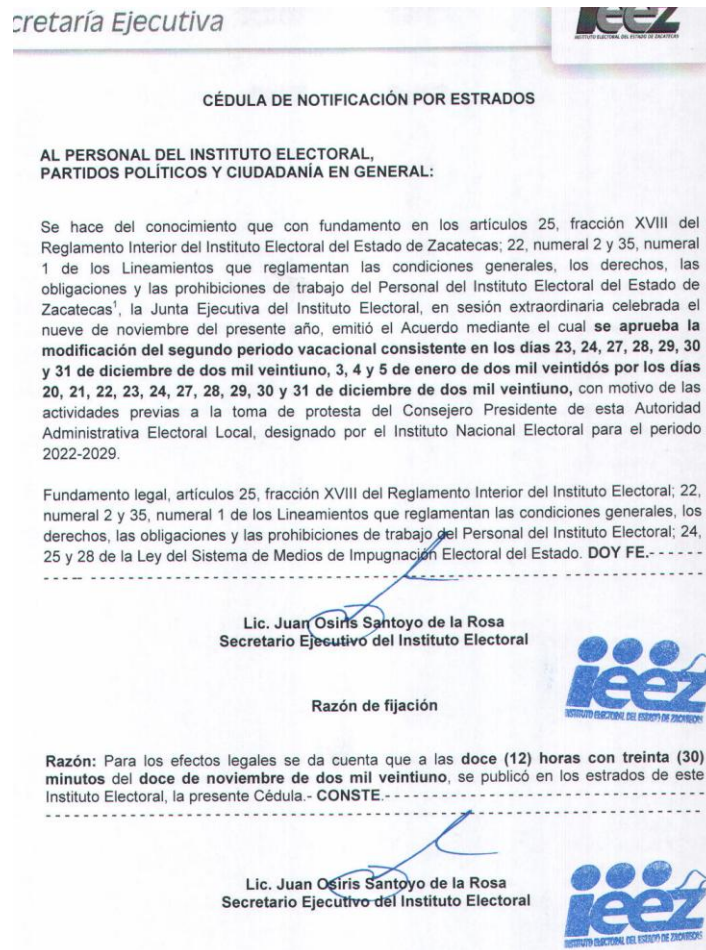 cretaría Ejecutiva
ieez
INSTITUTO ELECTORAL DEL ESTADO DE ZACATECAS
CÉDULA DE NOTIFICACIÓN POR ESTRADOS
AL PERSONAL DEL INSTITUTO ELECTORAL,
PARTIDOS POLÍTICOS Y CIUDADANÍA EN GENERAL:
Se hace del conocimiento que con fundamento en los artículos 25, fracción XVIII del
Reglamento Interior del Instituto Electoral del Estado de Zacatecas; 22, numeral 2 y 35, numeral
1 de los Lineamientos que reglamentan las condiciones generales, los derechos, las
obligaciones y las prohibiciones de trabajo del Personal del Instituto Electoral del Estado de
Zacatecas¹, la Junta Ejecutiva del Instituto Electoral, en sesión extraordinaria celebrada el
nueve de noviembre del presente año, emitió el Acuerdo mediante el cual se aprueba la
modificación del segundo periodo vacacional consistente en los días 23, 24, 27, 28, 29, 30
y 31 de diciembre de dos mil veintiuno, 3, 4 y 5 de enero de dos mil veintidós por los días
20, 21, 22, 23, 24, 27, 28, 29, 30 y 31 de diciembre de dos mil veintiuno, con motivo de las
actividades previas a la toma de protesta del Consejero Presidente de esta Autoridad
Administrativa Electoral Local, designado por el Instituto Nacional Electoral para el periodo
2022-2029.
Fundamento legal, artículos 25, fracción XVIII del Reglamento Interior del Instituto Electoral; 22,
numeral 2 y 35, numeral 1 de los Lineamientos que reglamentan las condiciones generales, los
derechos, las obligaciones y las prohibiciones de trabajo del Personal del Instituto Electoral; 24,
25 y 28 de la Ley del Sistema de Medios de Impugnación Electoral del Estado. DOY FE.- - - - - -
Lic. Juan Osiris Santoyo de la Rosa
Secretario Ejecutivo del Instituto Electoral
ieez
INSTITUTO ELECTORAL DEL ESTADO DE ZACATECAS
Razón de fijación
Razón: Para los efectos legales se da cuenta que a las doce (12) horas con treinta (30)
minutos del doce de noviembre de dos mil veintiuno, se publicó en los estrados de este
Instituto Electoral, la presente Cédula.- CONSTE.- - - - - - - - - - - - - - - - - - - - - - - - - - - - - -
Lic. Juan Osiris Santoyo de la Rosa
Secretario Ejecutivo del Instituto Electoral
ieez
INSTITUTO ELECTORAL DEL ESTADO DE ZACATECAS